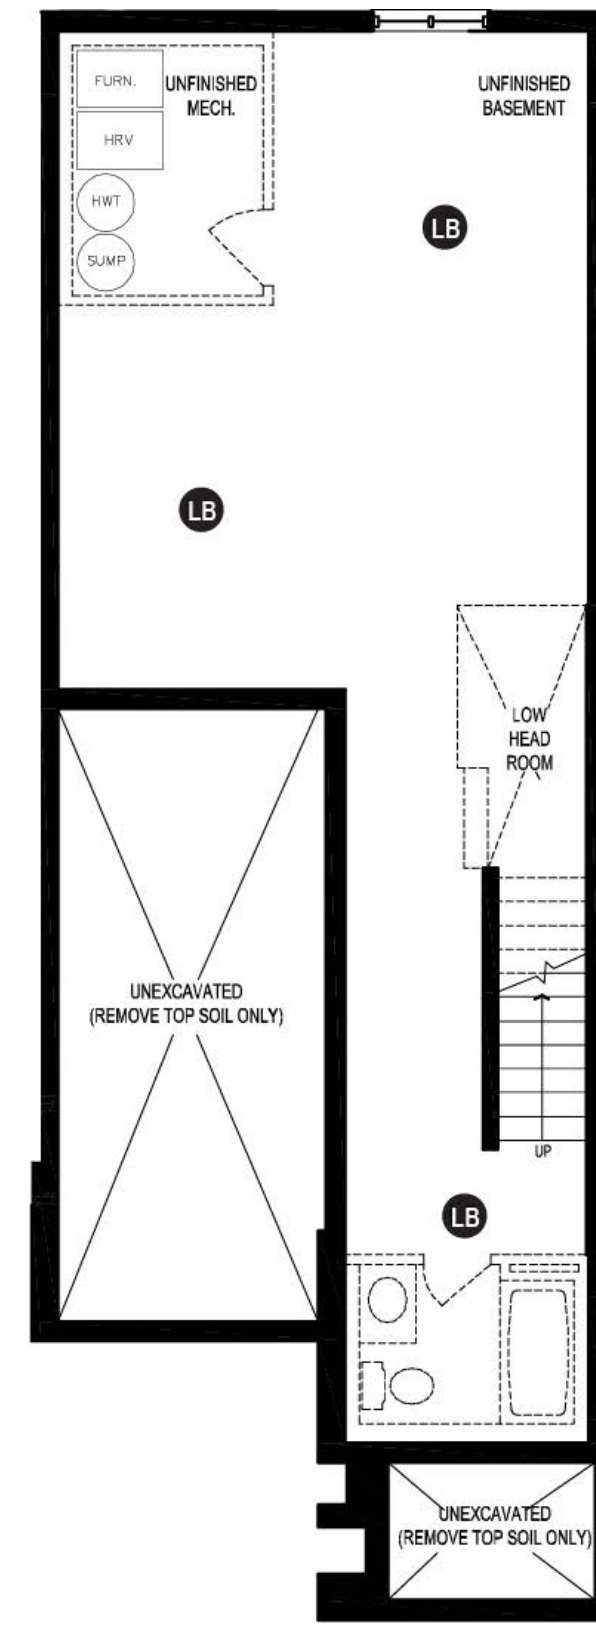 FURN.
UNFINISHED
MECH.
HRV
HWT
SUMP
UNFINISHED
BASEMENT
LB
LB
LOW
HEAD
ROOM
UNEXCAVATED
(REMOVE TOP SOIL ONLY)
UP
LB
UNEXCAVATED
(REMOVE TOP SOIL ONLY)